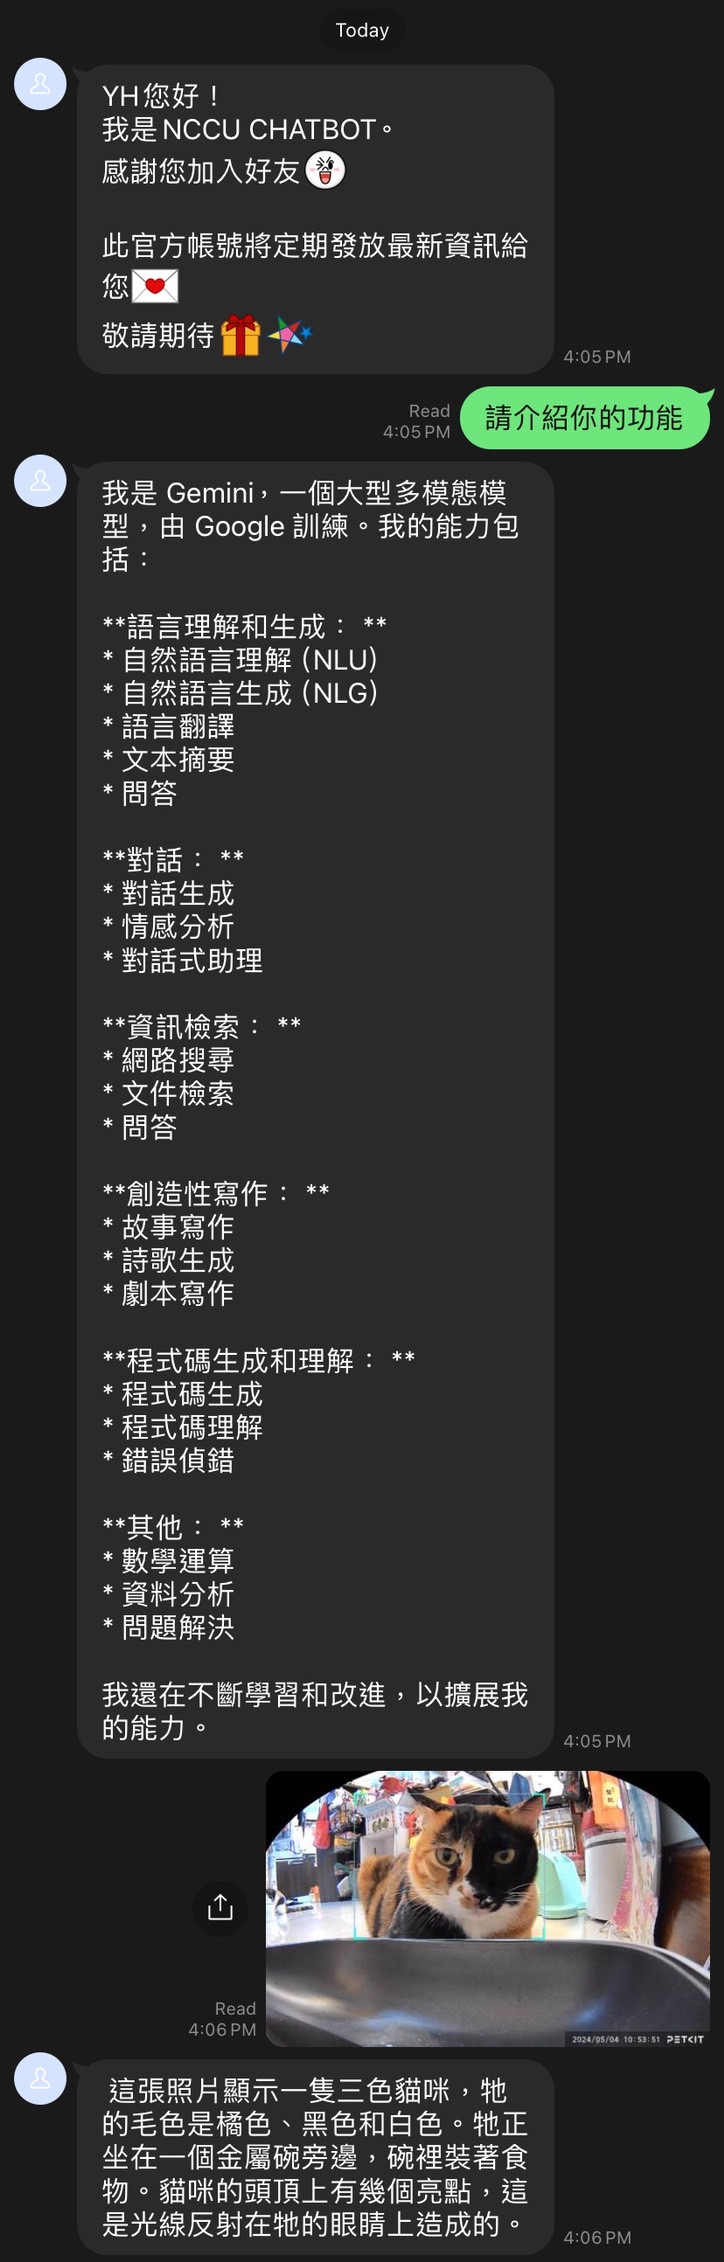 Today
YH您好！
我是NCCU CHATBOT。
感謝您加入好友
此官方帳號將定期發放最新資訊給
您
敬請期待
4:05 PM
Read
4:05 PM
請介紹你的功能
我是 Gemini，一個大型多模態模
型，由 Google 訓練。我的能力包
括：
**語言理解和生成： **
* 自然語言理解 (NLU)
* 自然語言生成 (NLG)
* 語言翻譯
* 文本摘要
* 問答
**對話： **
* 對話生成
* 情感分析
* 對話式助理
**資訊檢索： **
* 網路搜尋
* 文件檢索
* 問答
**創造性寫作： **
* 故事寫作
* 詩歌生成
* 劇本寫作
**程式碼生成和理解： **
* 程式碼生成
* 程式碼理解
* 錯誤偵錯
**其他： **
* 數學運算
* 資料分析
* 問題解決
我還在不斷學習和改進，以擴展我
的能力。
4:05 PM
Read
4:06 PM
2024/05/04 10:53:51 PETKIT
這張照片顯示一隻三色貓咪，牠
的毛色是橘色、黑色和白色。牠正
坐在一個金屬碗旁邊，碗裡裝著食
物。貓咪的頭頂上有幾個亮點，這
是光線反射在牠的眼睛上造成的。
4:06 PM